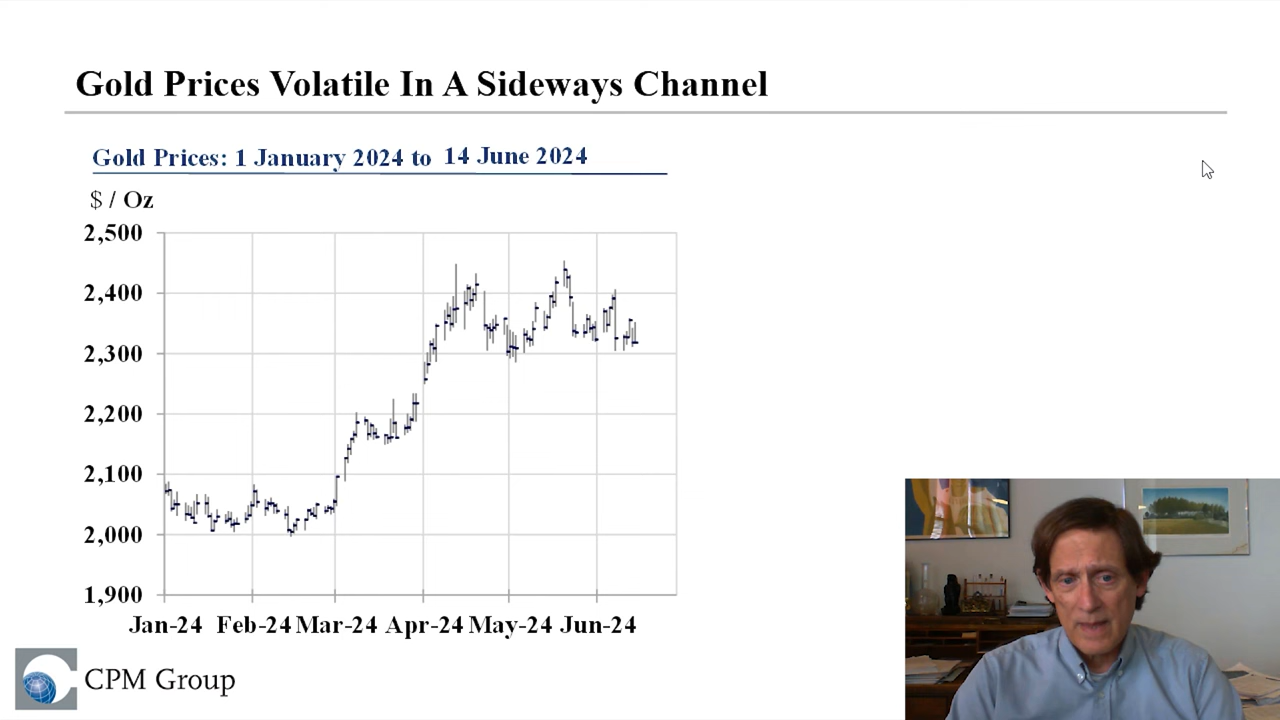 Gold Prices Volatile In A Sideways Channel
Gold Prices: 1 January 2024 to 14 June 2024
$ / Oz
2,500
2,400
2,300
2,200
2,100
2,000
1,900
Jan-24 Feb-24 Mar-24 Apr-24 May-24 Jun-24
CPM Group